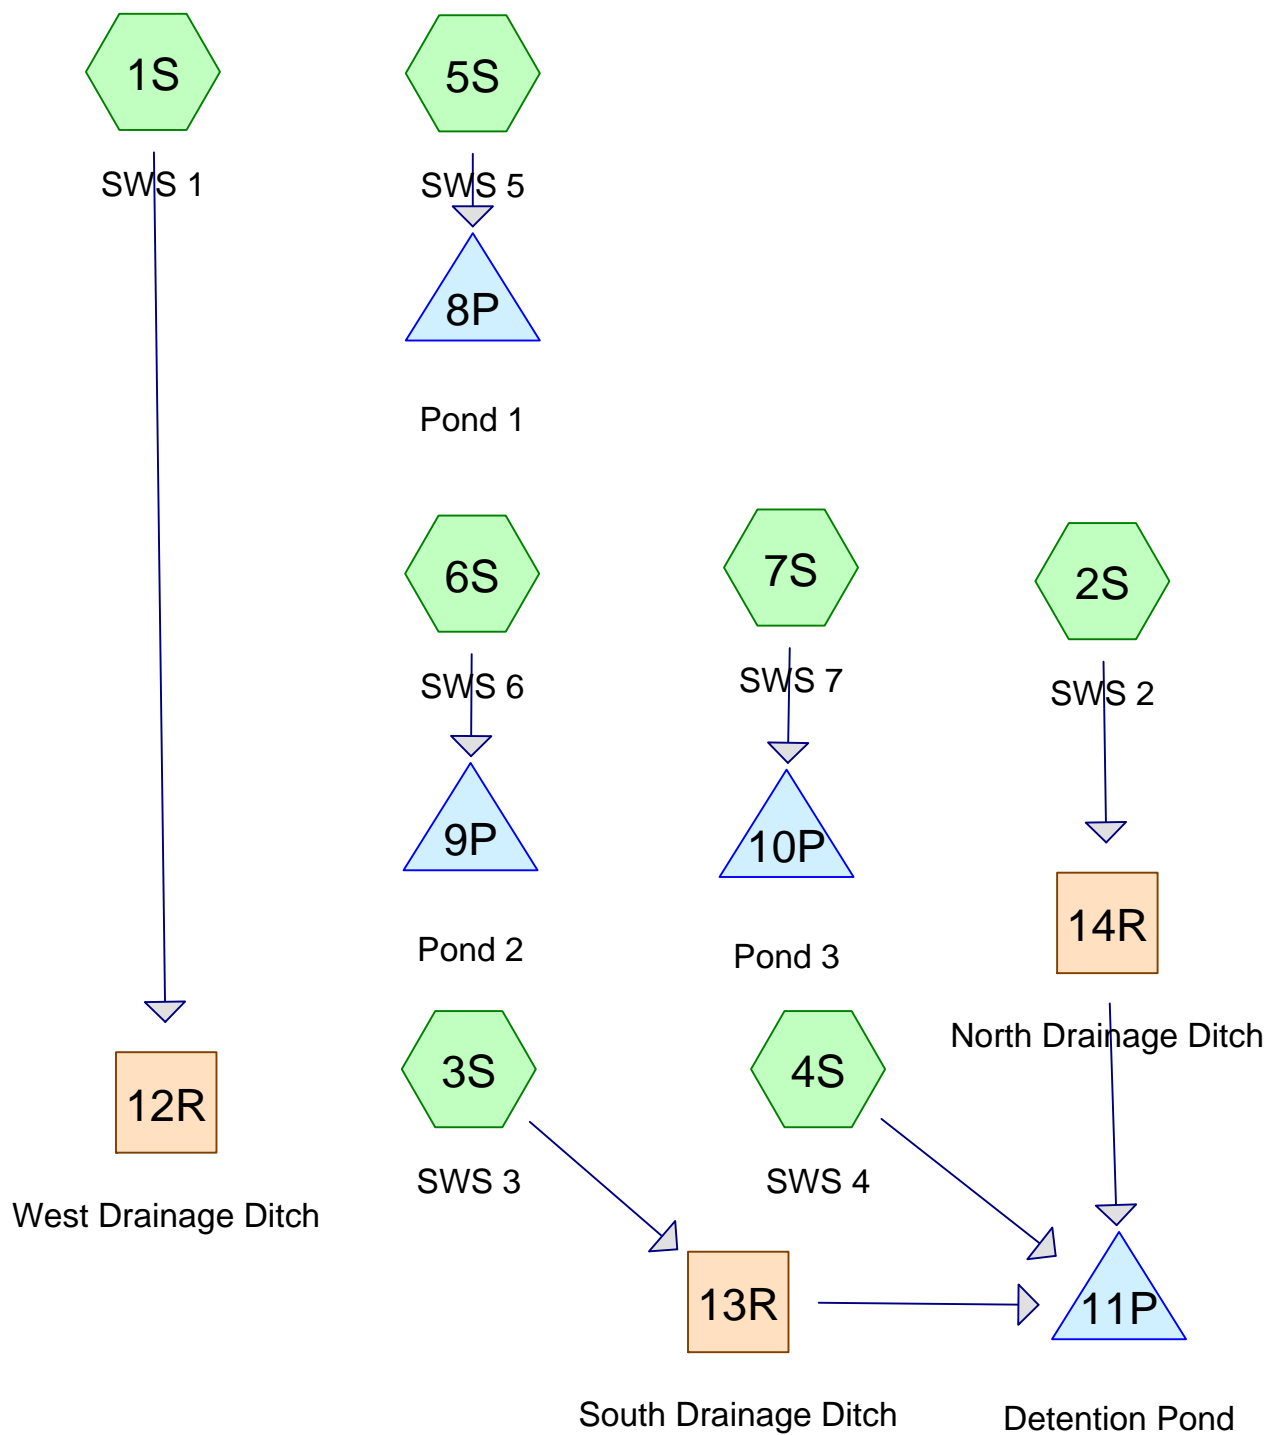 1S
SWS 1
5S
SWS 5
8P
Pond 1
6S
SWS 6
7S
SWS 7
2S
SWS 2
9P
Pond 2
10P
Pond 3
14R
North Drainage Ditch
12R
West Drainage Ditch
3S
SWS 3
4S
SWS 4
13R
South Drainage Ditch
11P
Detention Pond